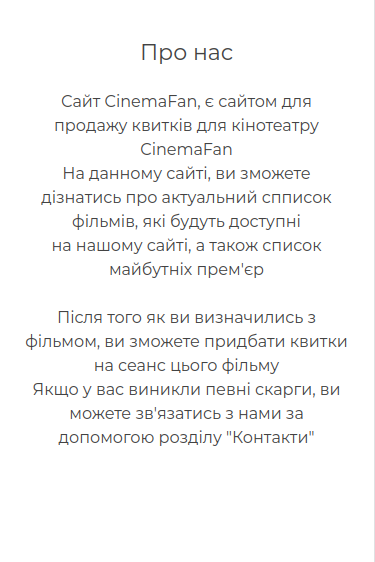 Про нас
Сайт CinemaFan, є сайтом для
продажу квитків для кінотеатру
CinemaFan
На данному сайті, ви зможете
дізнатись про актуальний спписок
фільмів, які будуть доступні
на нашому сайті, а також список
майбутніх прем'єр
Після того як ви визначились з
фільмом, ви зможете придбати квитки
на сеанс цього фільму
Якщо у вас виникли певні скарги, ви
можете зв'язатись з нами за
допомогою розділу "Контакти"